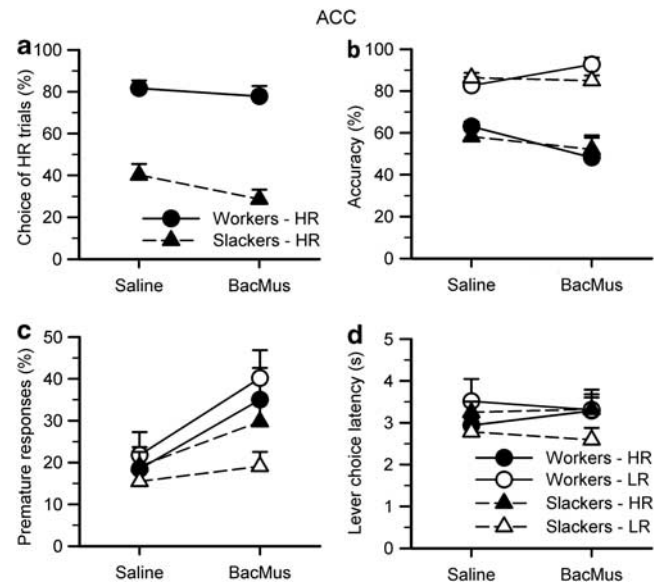 ACC
a
b
Choice of HR trials (%)
100
80
60
40
20
0
Workers - HR
Slackers - HR
Saline
BacMus
Accuracy (%)
100
80
60
40
20
0
Saline
BacMus
c
d
Premature responses (%)
50
40
30
20
10
0
Saline
BacMus
Lever choice latency (s)
5
4
3
2
1
0
Workers - HR
Workers - LR
Slackers - HR
Slackers - LR
Saline
BacMus